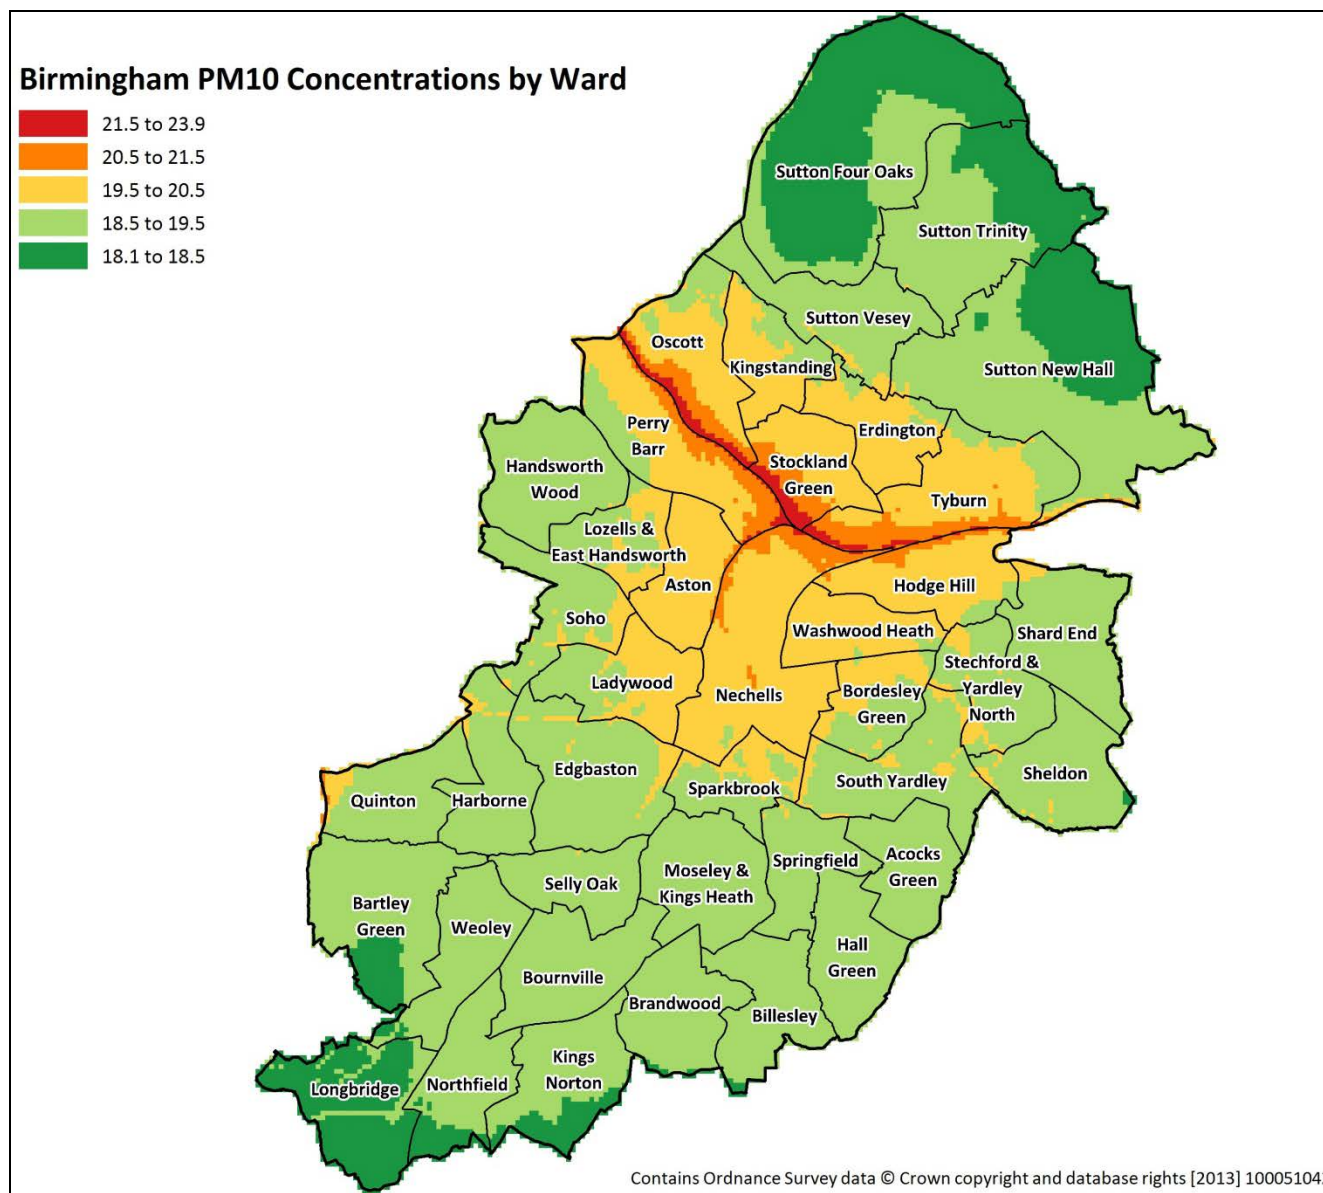 Birmingham PM10 Concentrations by Ward
21.5 to 23.9
20.5 to 21.5
19.5 to 20.5
18.5 to 19.5
18.1 to 18.5
Sutton Four Oaks
Sutton Trinity
Sutton Vesey
Oscott
Kingstanding
Sutton New Hall
Perry
Barr
Erdington
Handsworth
Wood
Stockland
Green
Tyburn
Lozells &
East Handsworth
Aston
Hodge Hill
Soho
Washwood Heath
Shard End
Stechford &
Yardley
North
Ladywood
Nechells
Bordesley
Green
Edgbaston
Sparkbrook
South Yardley
Sheldon
Quinton
Harborne
Selly Oak
Moseley &
Kings Heath
Springfield
Acocks
Green
Bartley
Green
Weoley
Hall
Green
Bournville
Brandwood
Billesley
Kings
Norton
Longbridge
Northfield
Contains Ordnance Survey data © Crown copyright and database rights [2013] 100051042